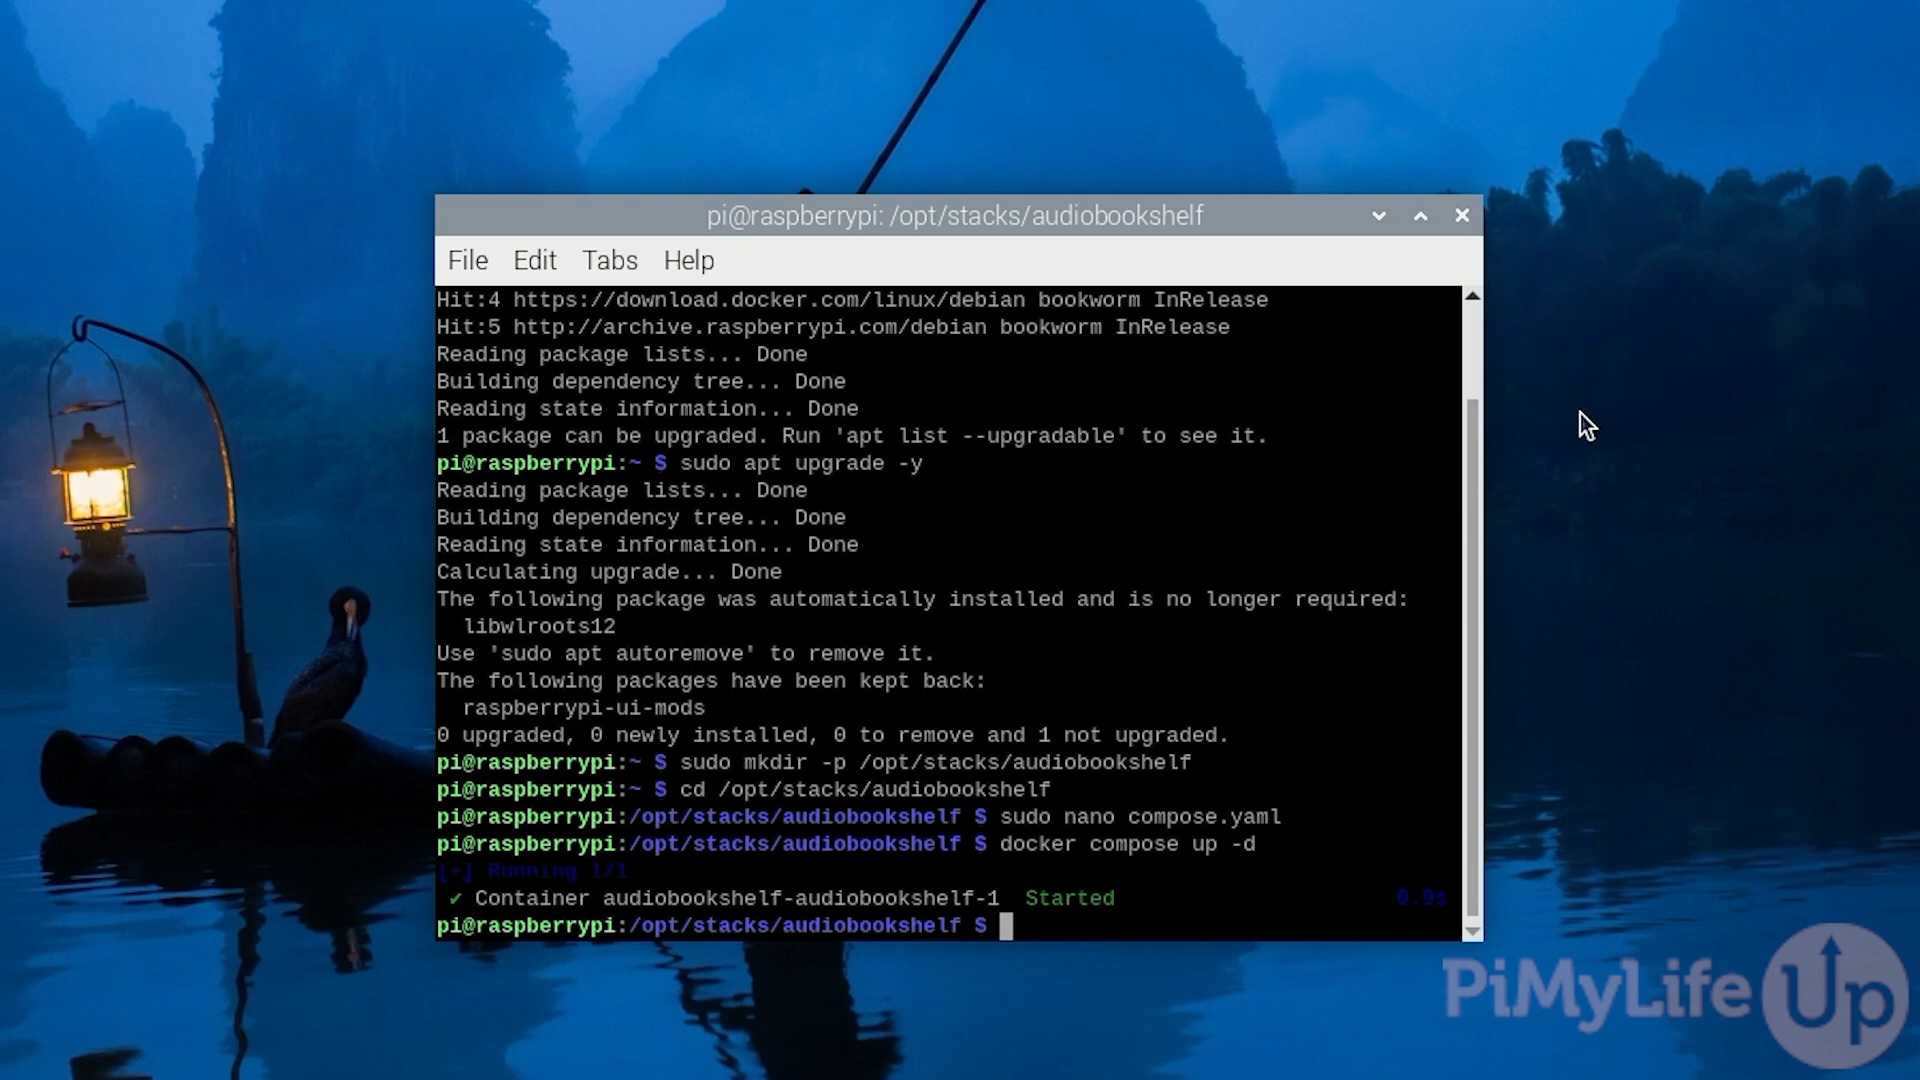 pi@raspberrypi: /opt/stacks/audiobookshelf
File Edit Tabs Help
Hit:4 https://download.docker.com/linux/debian bookworm InRelease
Hit:5 http://archive.raspberrypi.com/debian bookworm InRelease
Reading package lists... Done
Building dependency tree... Done
Reading state information... Done
1 package can be upgraded. Run 'apt list --upgradable' to see it.
pi@raspberrypi:~ $ sudo apt upgrade -y
Reading package lists... Done
Building dependency tree... Done
Reading state information... Done
Calculating upgrade... Done
The following package was automatically installed and is no longer required:
  libwlroots12
Use 'sudo apt autoremove' to remove it.
The following packages have been kept back:
  raspberrypi-ui-mods
0 upgraded, 0 newly installed, 0 to remove and 1 not upgraded.
pi@raspberrypi:~ $ sudo mkdir -p /opt/stacks/audiobookshelf
pi@raspberrypi:~ $ cd /opt/stacks/audiobookshelf
pi@raspberrypi:/opt/stacks/audiobookshelf $ sudo nano compose.yaml
pi@raspberrypi:/opt/stacks/audiobookshelf $ docker compose up -d
[+] Running 1/1
 ✔ Container audiobookshelf-audiobookshelf-1  Started 0.9s
pi@raspberrypi:/opt/stacks/audiobookshelf $
PiMyLifeUp